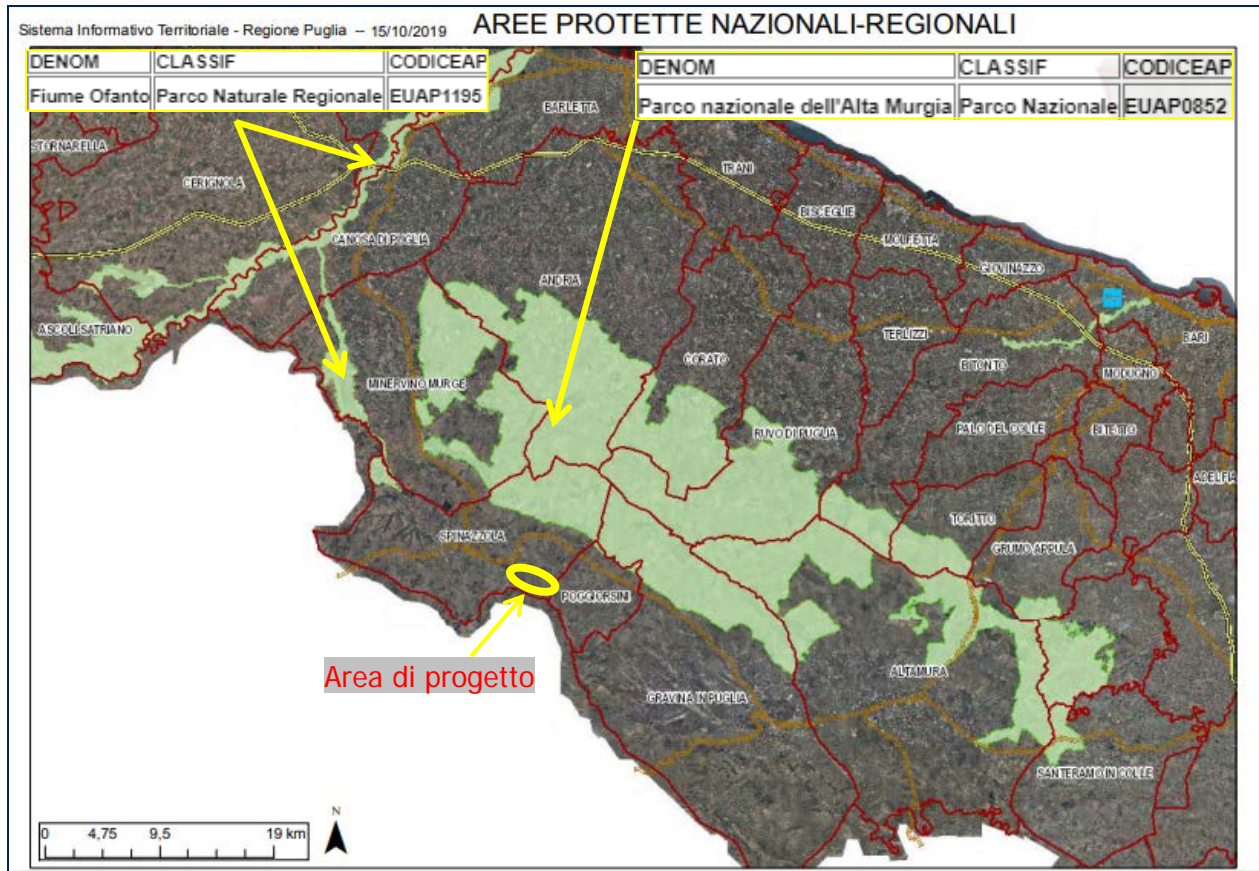 Sistema Informativo Territoriale - Regione Puglia -- 15/10/2019
AREE PROTETTE NAZIONALI-REGIONALI
DENOM CLASSIF CODICEAP
Fiume Ofanto Parco Naturale Regionale EUAP1195
DENOM CLASSIF CODICEAP
Parco nazionale dell'Alta Murgia Parco Nazionale EUAP0852
BARLETTA
STORNARELLA
TRANI
CERIGNOLA
BISCEGLIE
MOLFETTA
CANOSA DI PUGLIA
GIOVINAZZO
ANDRIA
ASCOLI SATRIANO
TERLIZZI
BARI
CORATO
BITONTO
MODUGNO
MINERVINO MURGE
RUVO DI PUGLIA
PALO DEL COLLE
BITETTO
ADELFIA
TORITTO
SPINAZZOLA
GRUMO APPULA
POGGIORSINI
Area di progetto
ALTAMURA
GRAVINA IN PUGLIA
SANTERAMO IN COLLE
N
0 4,75 9,5 19 km